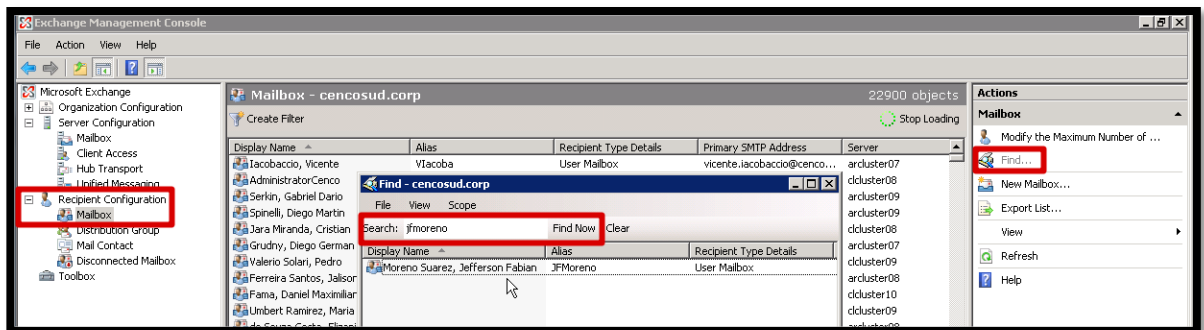 Exchange Management Console
File Action View Help
Microsoft Exchange
Organization Configuration
Server Configuration
Mailbox
Client Access
Hub Transport
Unified Messaging
Recipient Configuration
Mailbox
Distribution Group
Mail Contact
Disconnected Mailbox
Toolbox
Mailbox - cencosud.corp 22900 objects
Create Filter Stop Loading
Display Name Alias Recipient Type Details Primary SMTP Address Server
Iacobaccio, Vicente VIacoba User Mailbox vicente.iacobaccio@cenco... arcluster07
AdministratorCenco clcluster08
Serkin, Gabriel Dario arcluster09
Spinelli, Diego Martin arcluster09
Jara Miranda, Cristian clcluster08
Grudny, Diego German arcluster07
Valerio Solari, Pedro clcluster09
Ferreira Santos, Jalisor arcluster08
Fama, Daniel Maximiliar clcluster10
Umbert Ramirez, Maria clcluster09
de Souza Costa, Elizani arcluster08
Find - cencosud.corp
File View Scope
Search: jfmoreno Find Now Clear
Display Name Alias Recipient Type Details
Moreno Suarez, Jefferson Fabian JFMoreno User Mailbox
Actions
Mailbox
Modify the Maximum Number of ...
Find...
New Mailbox...
Export List...
View
Refresh
Help